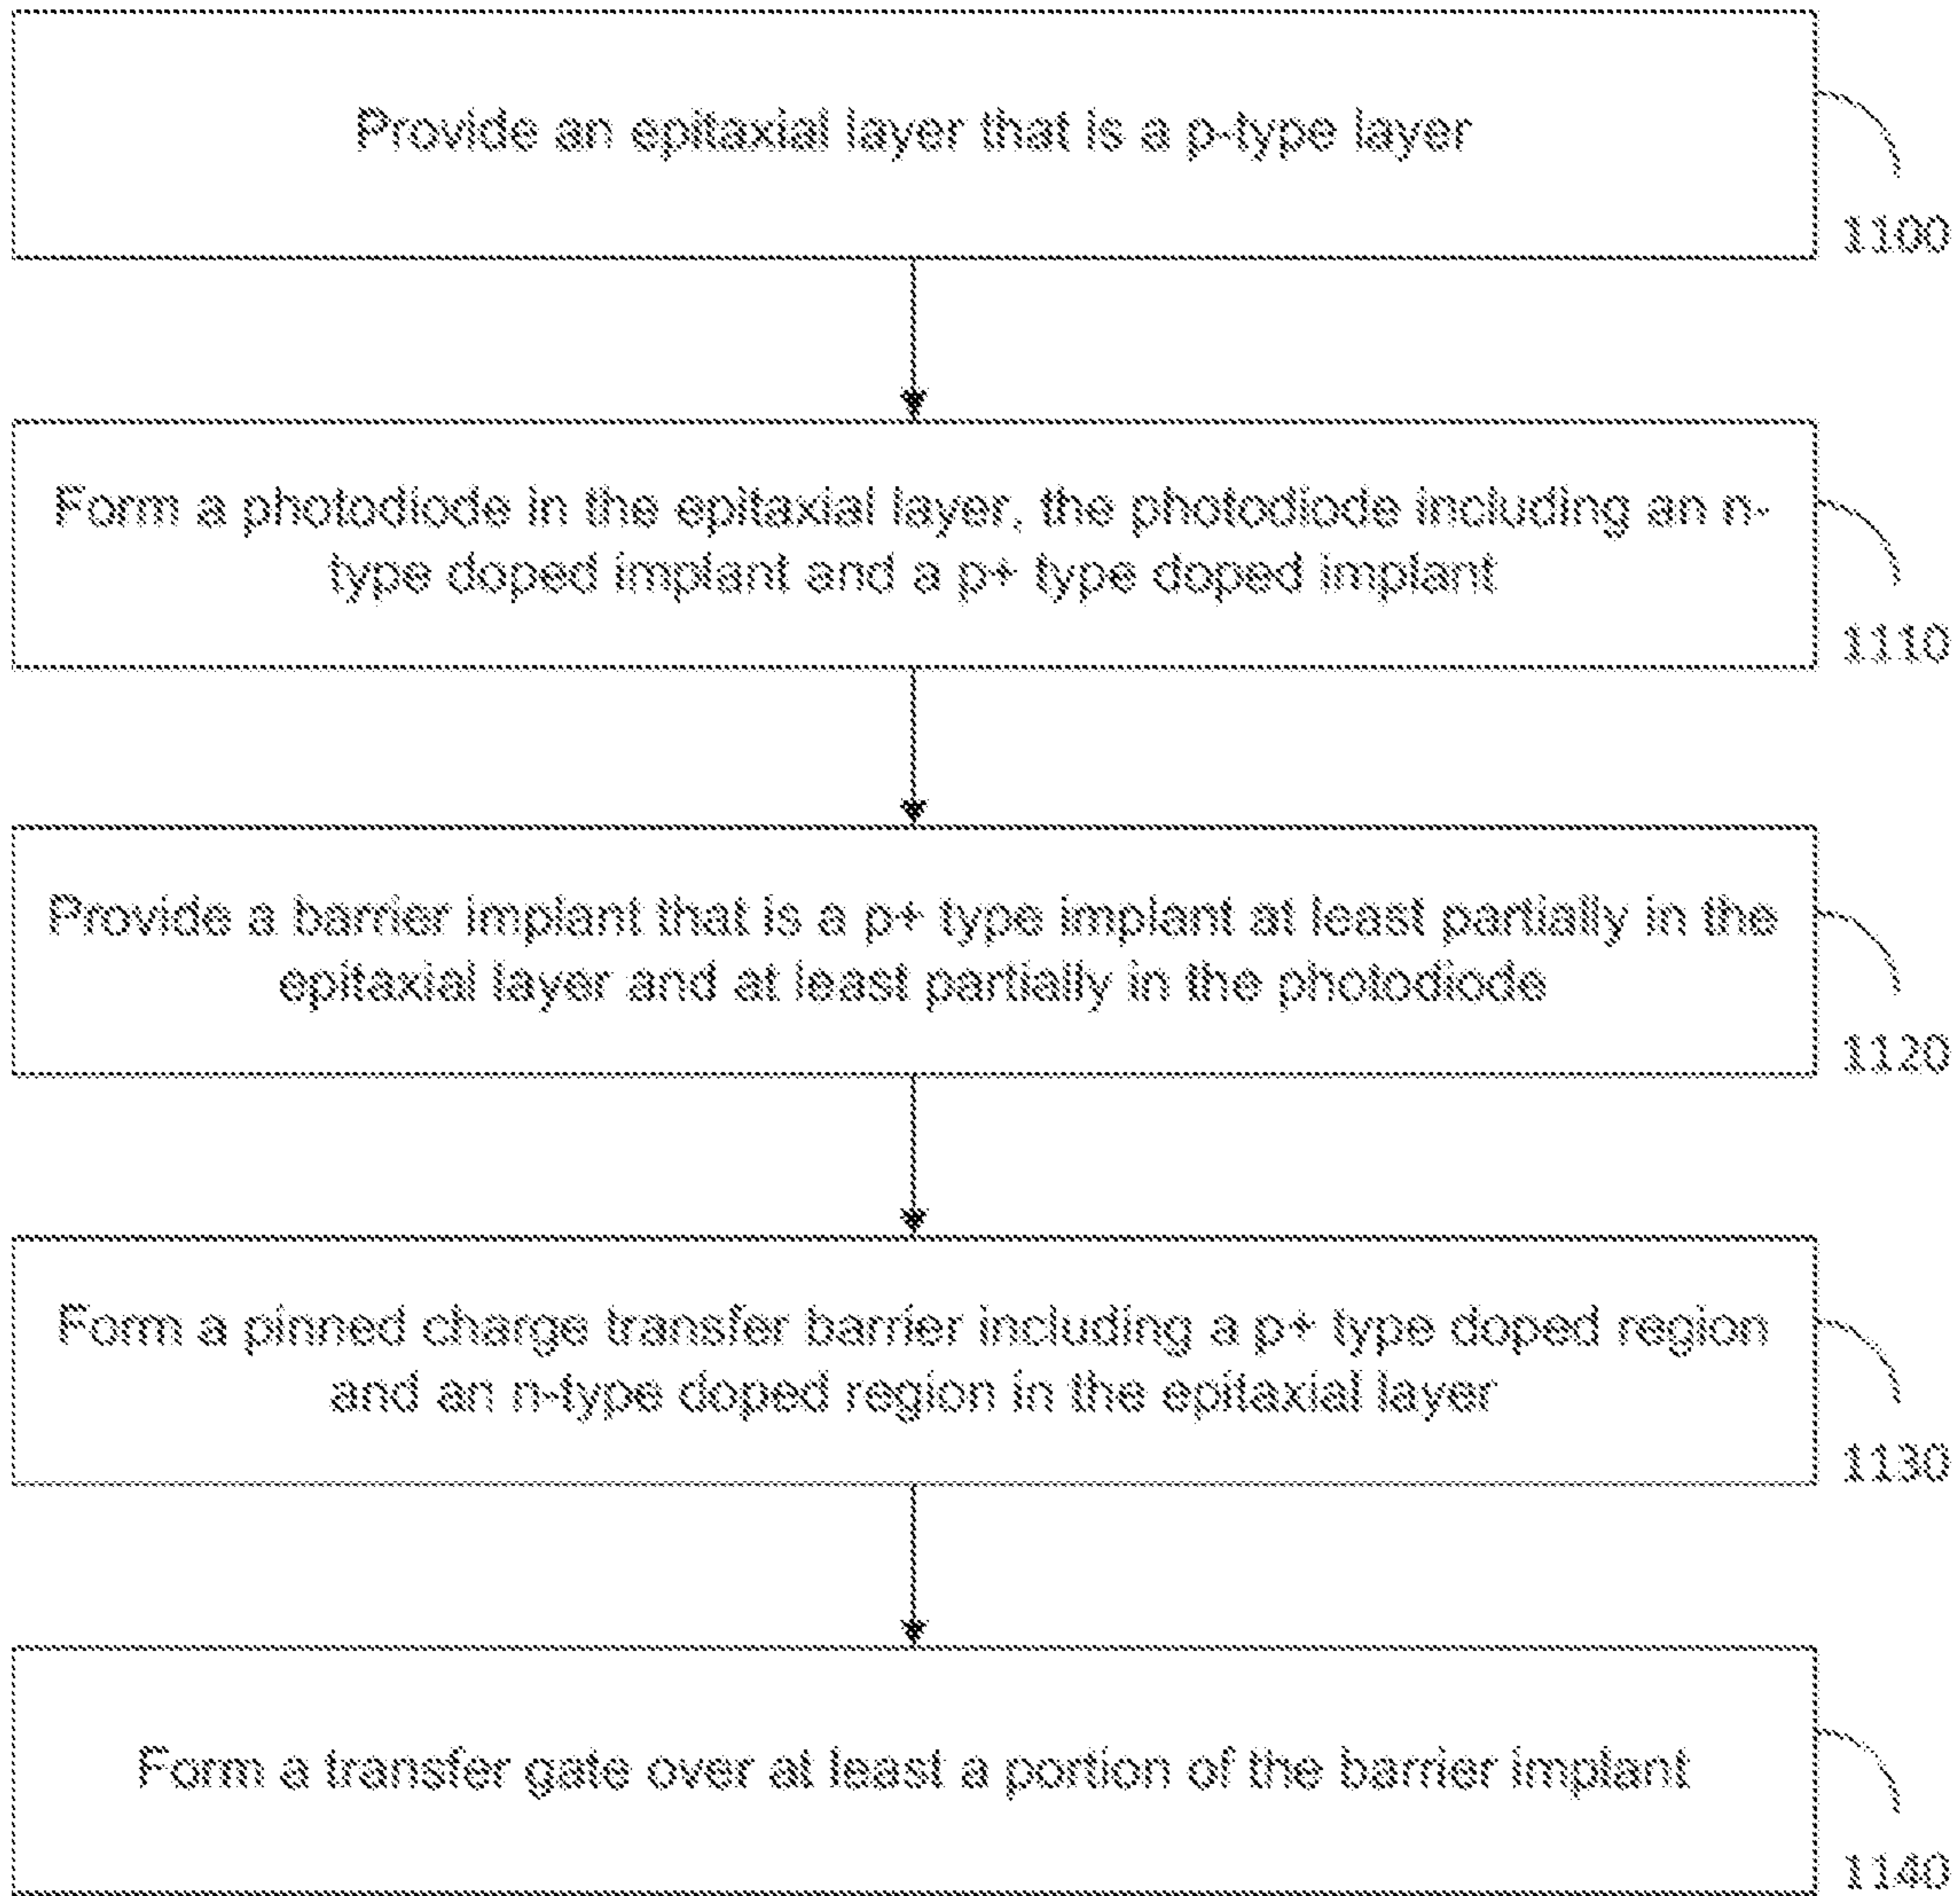 Provide an epitaxial layer that is a p-type layer
1100
Form a photodiode in the epitaxial layer, the photodiode including an n-
type doped implant and a p+ type doped implant
1110
Provide a barrier implant that is a p+ type implant at least partially in the
epitaxial layer and at least partially in the photodiode
1120
Form a pinned charge transfer barrier including a p+ type doped region
and an n-type doped region in the epitaxial layer
1130
Form a transfer gate over at least a portion of the barrier implant
1140